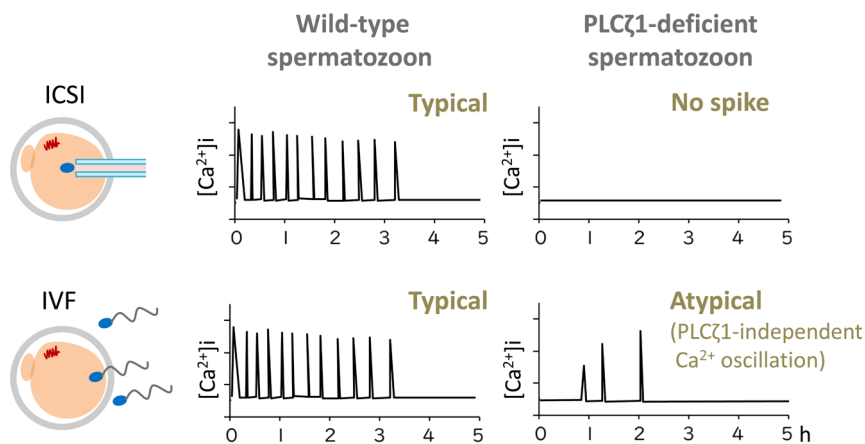 Wild-type
spermatozoon
PLCζ1-deficient
spermatozoon
ICSI
Typical
[Ca²⁺]i
0 1 2 3 4 5
No spike
[Ca²⁺]i
0 1 2 3 4 5
IVF
Typical
[Ca²⁺]i
0 1 2 3 4 5
Atypical
(PLCζ1-independent
Ca²⁺ oscillation)
[Ca²⁺]i
0 1 2 3 4 5 h